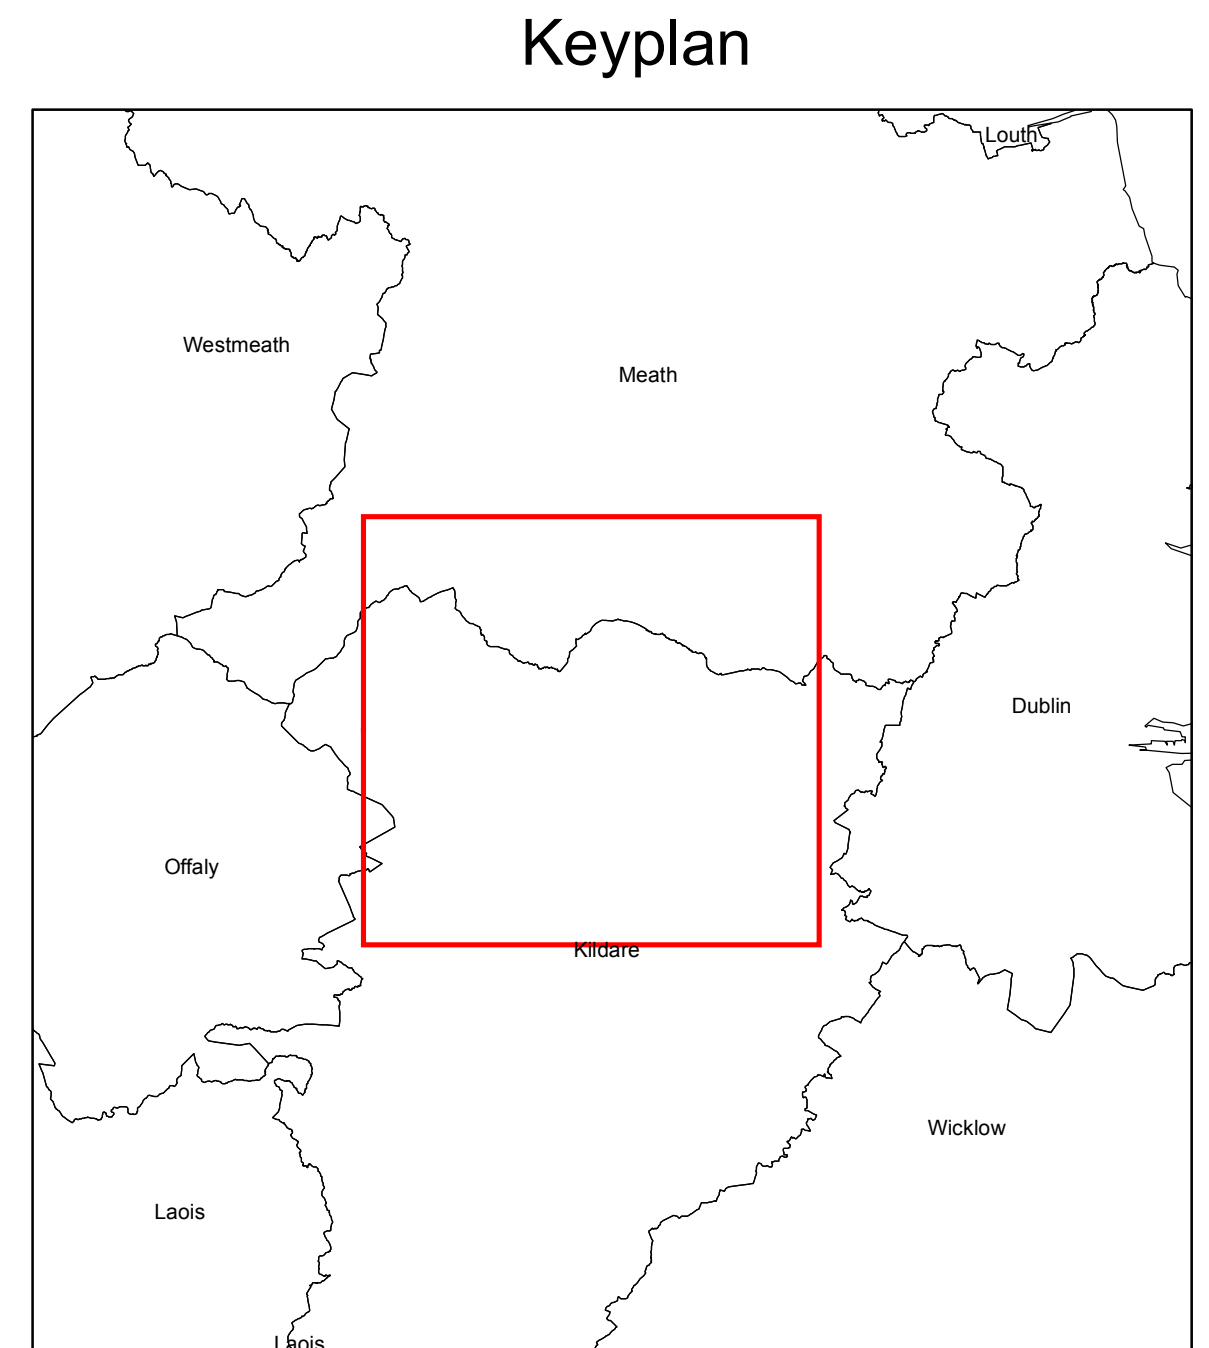 Keyplan
Louth
Westmeath
Meath
Dublin
Offaly
Kildare
Wicklow
Laois
Laois